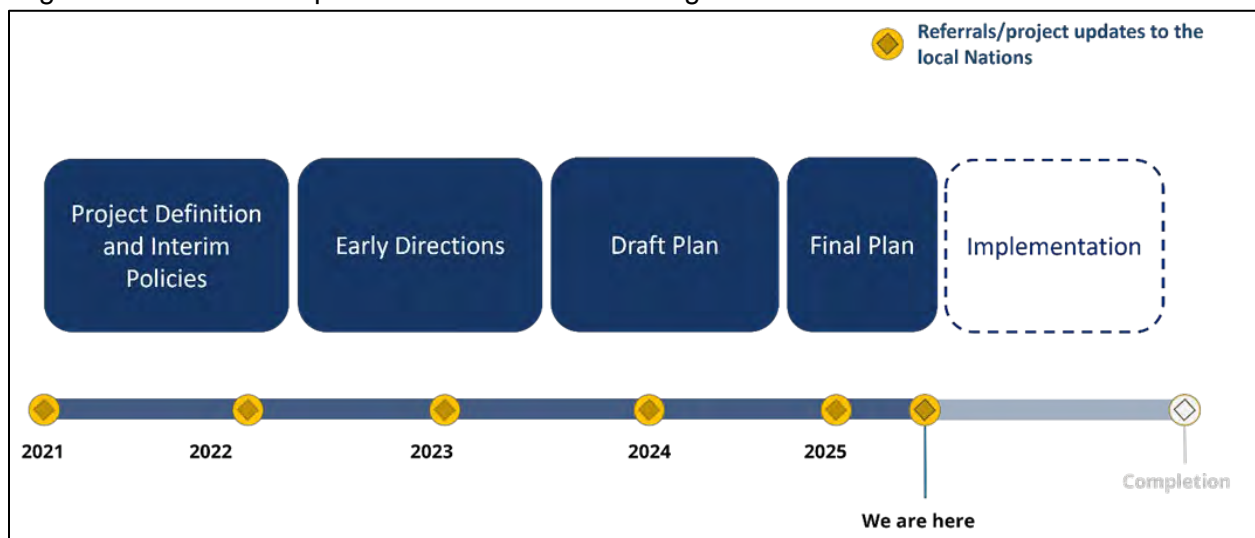 Referrals/project updates to the
local Nations
Project Definition
and Interim
Policies
Early Directions
Draft Plan
Final Plan
Implementation
2021
2022
2023
2024
2025
Completion
We are here